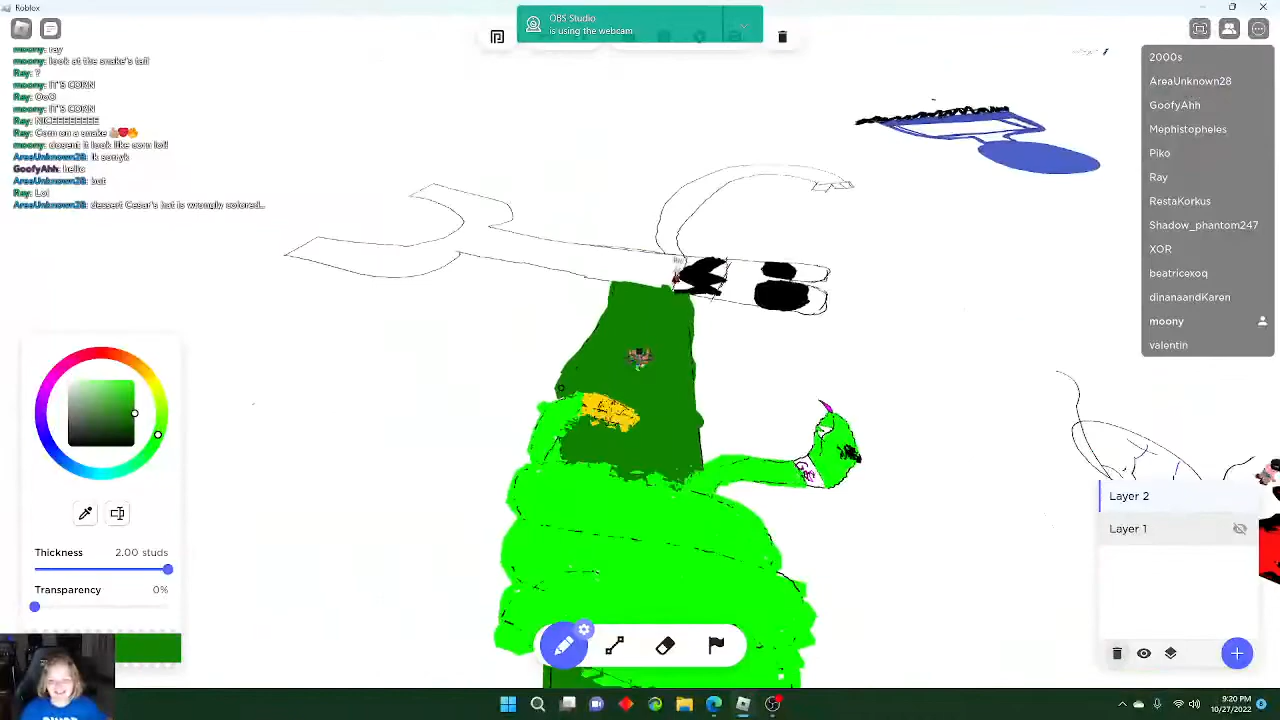 Roblox
OBS Studio
is using the webcam
moony: ray
moony: look at the snake's tail
Ray: ?
moony: IT'S CORN
Ray: OoO
moony: IT'S CORN
Ray: NICEEEEEEEE
Ray: Corn on a snake
moony: dosent it look like corn lol!
AreaUnknown28:
GoofyAhh: hello
AreaUnknown28: but
Ray: Lol
AreaUnknown28: dessert Cesar's hat is wrongly colored..
2000s
AreaUnknown28
GoofyAhh
Mephistopheles
Piko
Ray
RestaKorkus
Shadow_phantom247
XOR
beatricexoq
dinaandKaren
moony
valentin
Thickness 2.00 studs
Transparency 0%
Layer 2
Layer 1
9:20 PM
10/27/2022